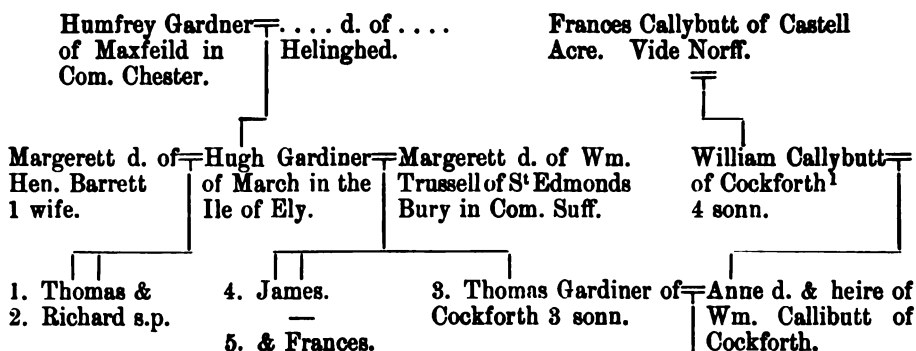 Humfrey Gardner=. . . . d. of . . . .
of Maxfeild in Helinghed.
Com. Chester.
Frances Callybutt of Castell
Acre. Vide Norff.
Margerett d. of=Hugh Gardiner=Margerett d. of Wm.
Hen. Barrett of March in the Trussell of St Edmonds
1 wife. Ile of Ely. Bury in Com. Suff.
William Callybutt=
of Cockforth1
4 sonn.
1. Thomas &
2. Richard s.p.
4. James.
—
5. & Frances.
3. Thomas Gardiner of=Anne d. & heire of
Cockforth 3 sonn. Wm. Callibutt of
Cockforth.